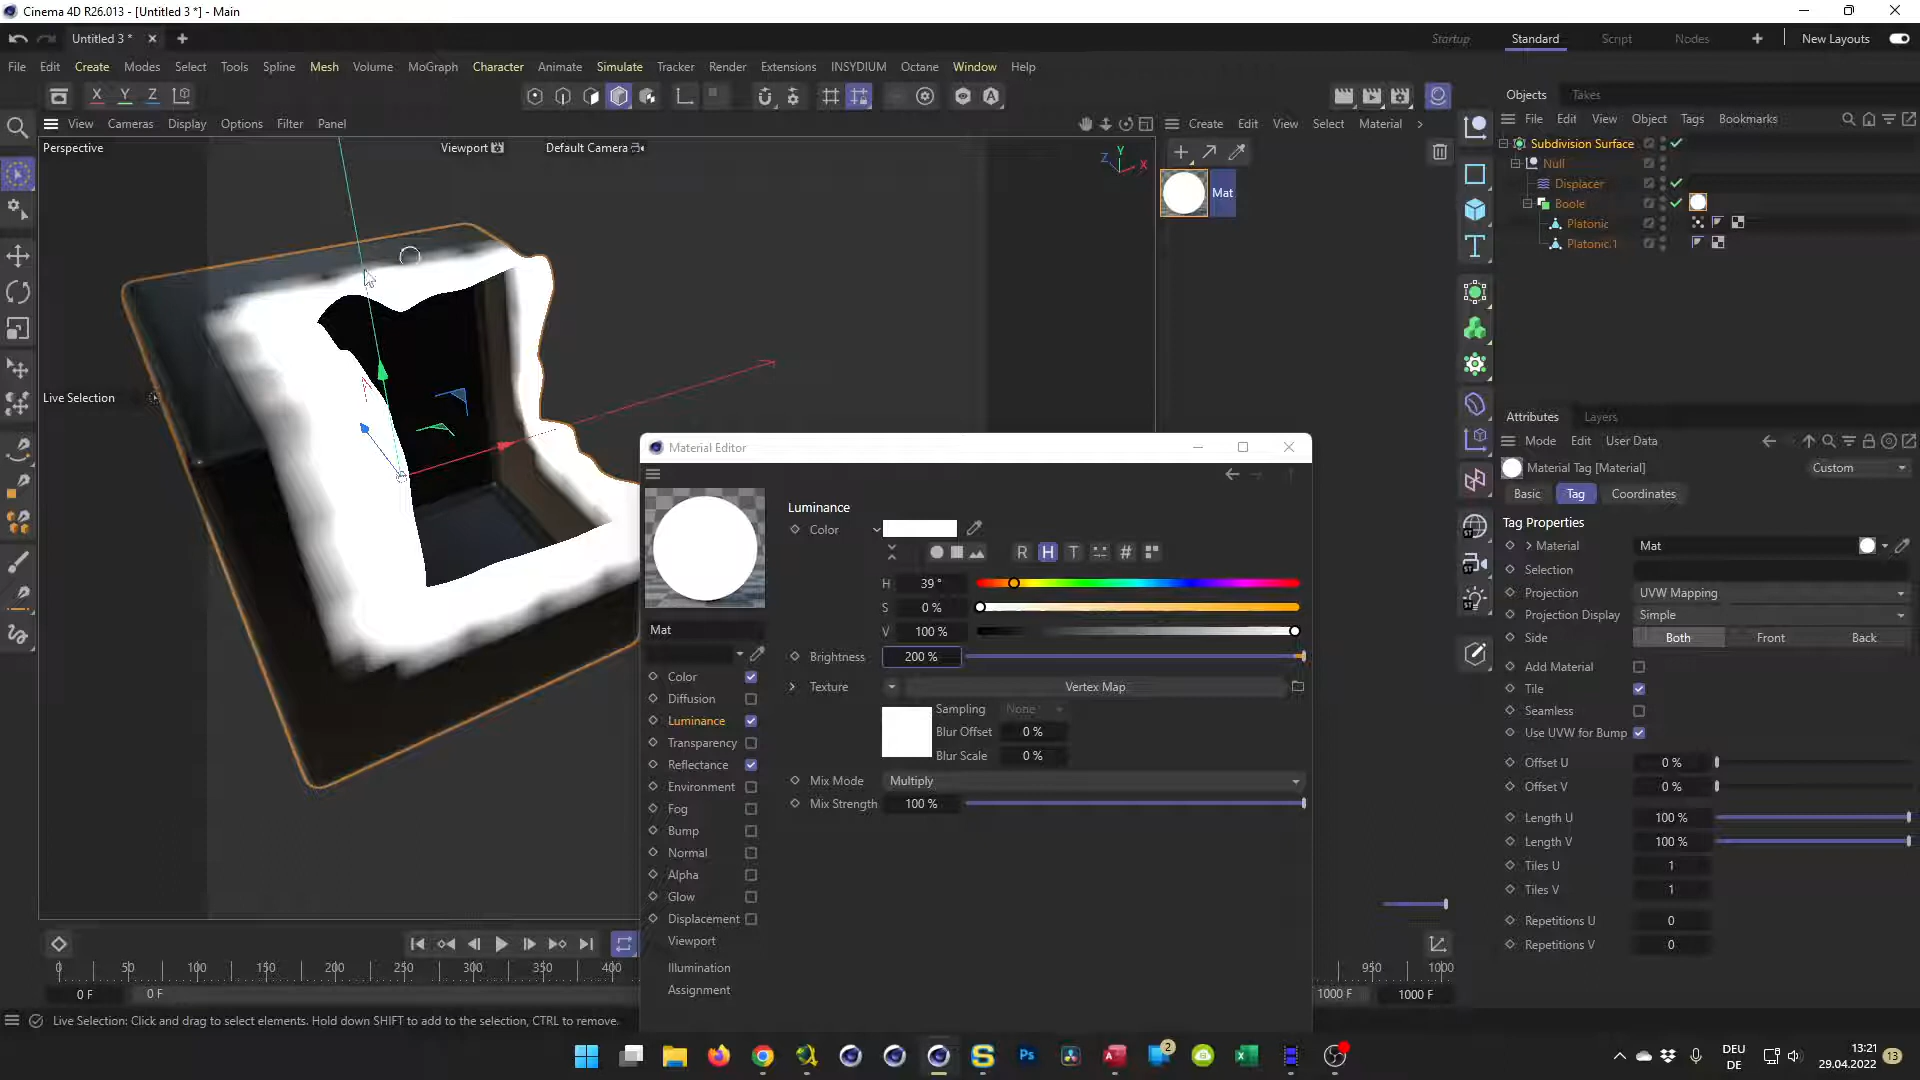 Cinema 4D R26.013 - [Untitled 3 *] - Main
Untitled 3 *
Startup Standard Script Nodes New Layouts
File Edit Create Modes Select Tools Spline Mesh Volume MoGraph Character Animate Simulate Tracker Render Extensions INSYDIUM Octane Window Help
X Y Z
View Cameras Display Options Filter Panel
Create Edit View Select Material
Perspective
Viewport
Default Camera
Y
Z
X
Mat
Live Selection
Objects Takes
File Edit View Object Tags Bookmarks
Subdivision Surface
Null
Displacer
Boole
Platonic
Platonic.1
Attributes Layers
Mode Edit User Data
Material Tag [Material]
Custom
Basic Tag Coordinates
Tag Properties
Material Mat
Selection
Projection UVW Mapping
Projection Display Simple
Side Both Front Back
Add Material
Tile
Seamless
Use UVW for Bump
Offset U 0 %
Offset V 0 %
Length U 100 %
Length V 100 %
Tiles U 1
Tiles V 1
Repetitions U 0
Repetitions V 0
Material Editor
Mat
Color
Diffusion
Luminance
Transparency
Reflectance
Environment
Fog
Bump
Normal
Alpha
Glow
Displacement
Viewport
Illumination
Assignment
Luminance
Color
R H T #
H 39 °
S 0 %
V 100 %
Brightness 200 %
Texture Vertex Map
Sampling None
Blur Offset 0 %
Blur Scale 0 %
Mix Mode Multiply
Mix Strength 100 %
0 50 100 150 200 250 300 350 400
950 1000
0 F 0 F
1000 F 1000 F
Live Selection: Click and drag to select elements. Hold down SHIFT to add to the selection, CTRL to remove.
Ps
2
DEU
DE
13:21
29.04.2022
13